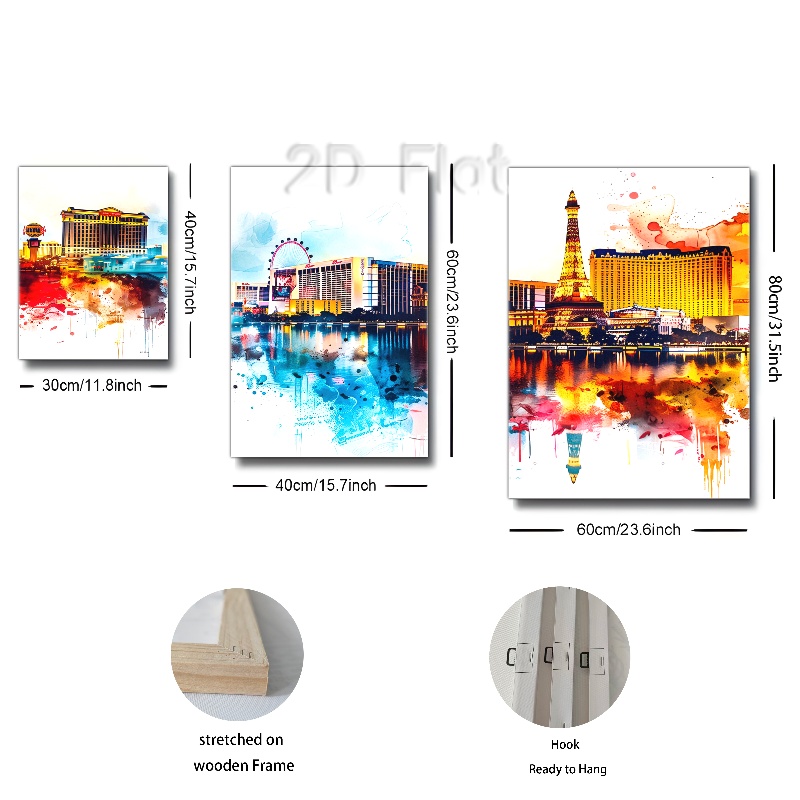 2D Flat
40cm/15.7inch
30cm/11.8inch
60cm/23.6inch
40cm/15.7inch
80cm/31.5inch
60cm/23.6inch
stretched on
wooden Frame
Hook
Ready to Hang